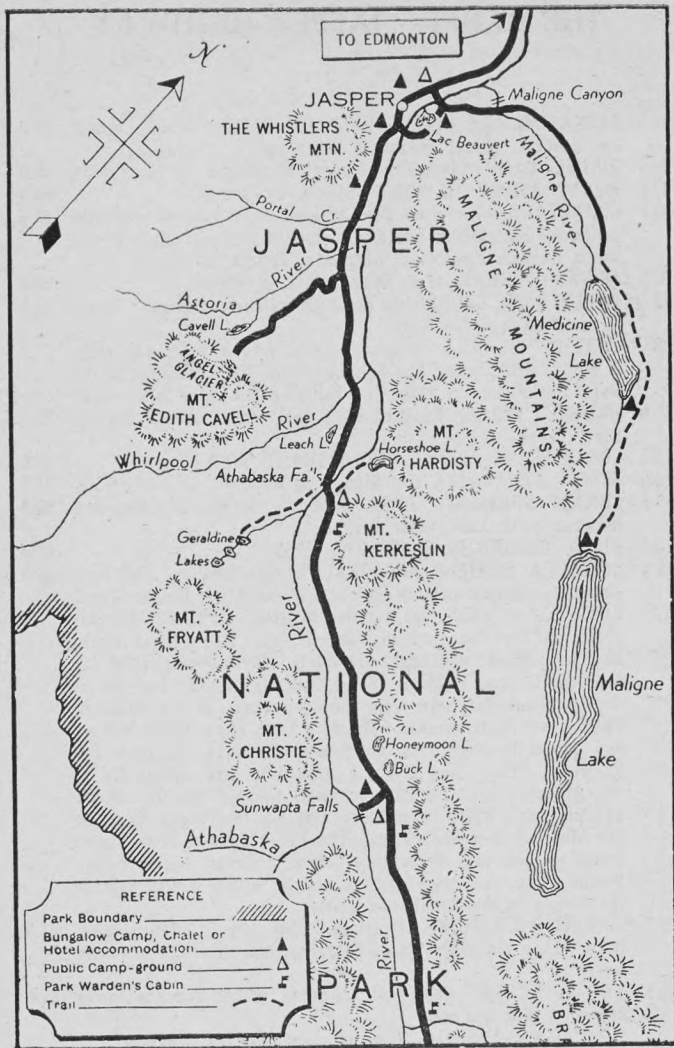 TO EDMONTON
N.
JASPER
Maligne Canyon
THE WHISTLERS
MTN.
Lac Beauvert
Maligne River
Portal Cr.
JASPER
MALIGNE
MOUNTAINS
Astoria River
Cavell L.
Medicine
Lake
ANGEL
GLACIER
MT.
EDITH CAVELL
Whirlpool River
Leach L.
MT.
HARDISTY
Horseshoe L.
Athabaska Fa.'ls
MT.
KERKESLIN
Geraldine
Lakes
MT.
FRYATT
River
NATIONAL
Maligne
Lake
MT.
CHRISTIE
Honeymoon L.
Buck L.
Sunwapta Falls
Athabaska
River
PARK
BRA
REFERENCE
Park Boundary
Bungalow Camp, Chalet or
Hotel Accommodation
Public Camp-ground
Park Warden's Cabin
Trail